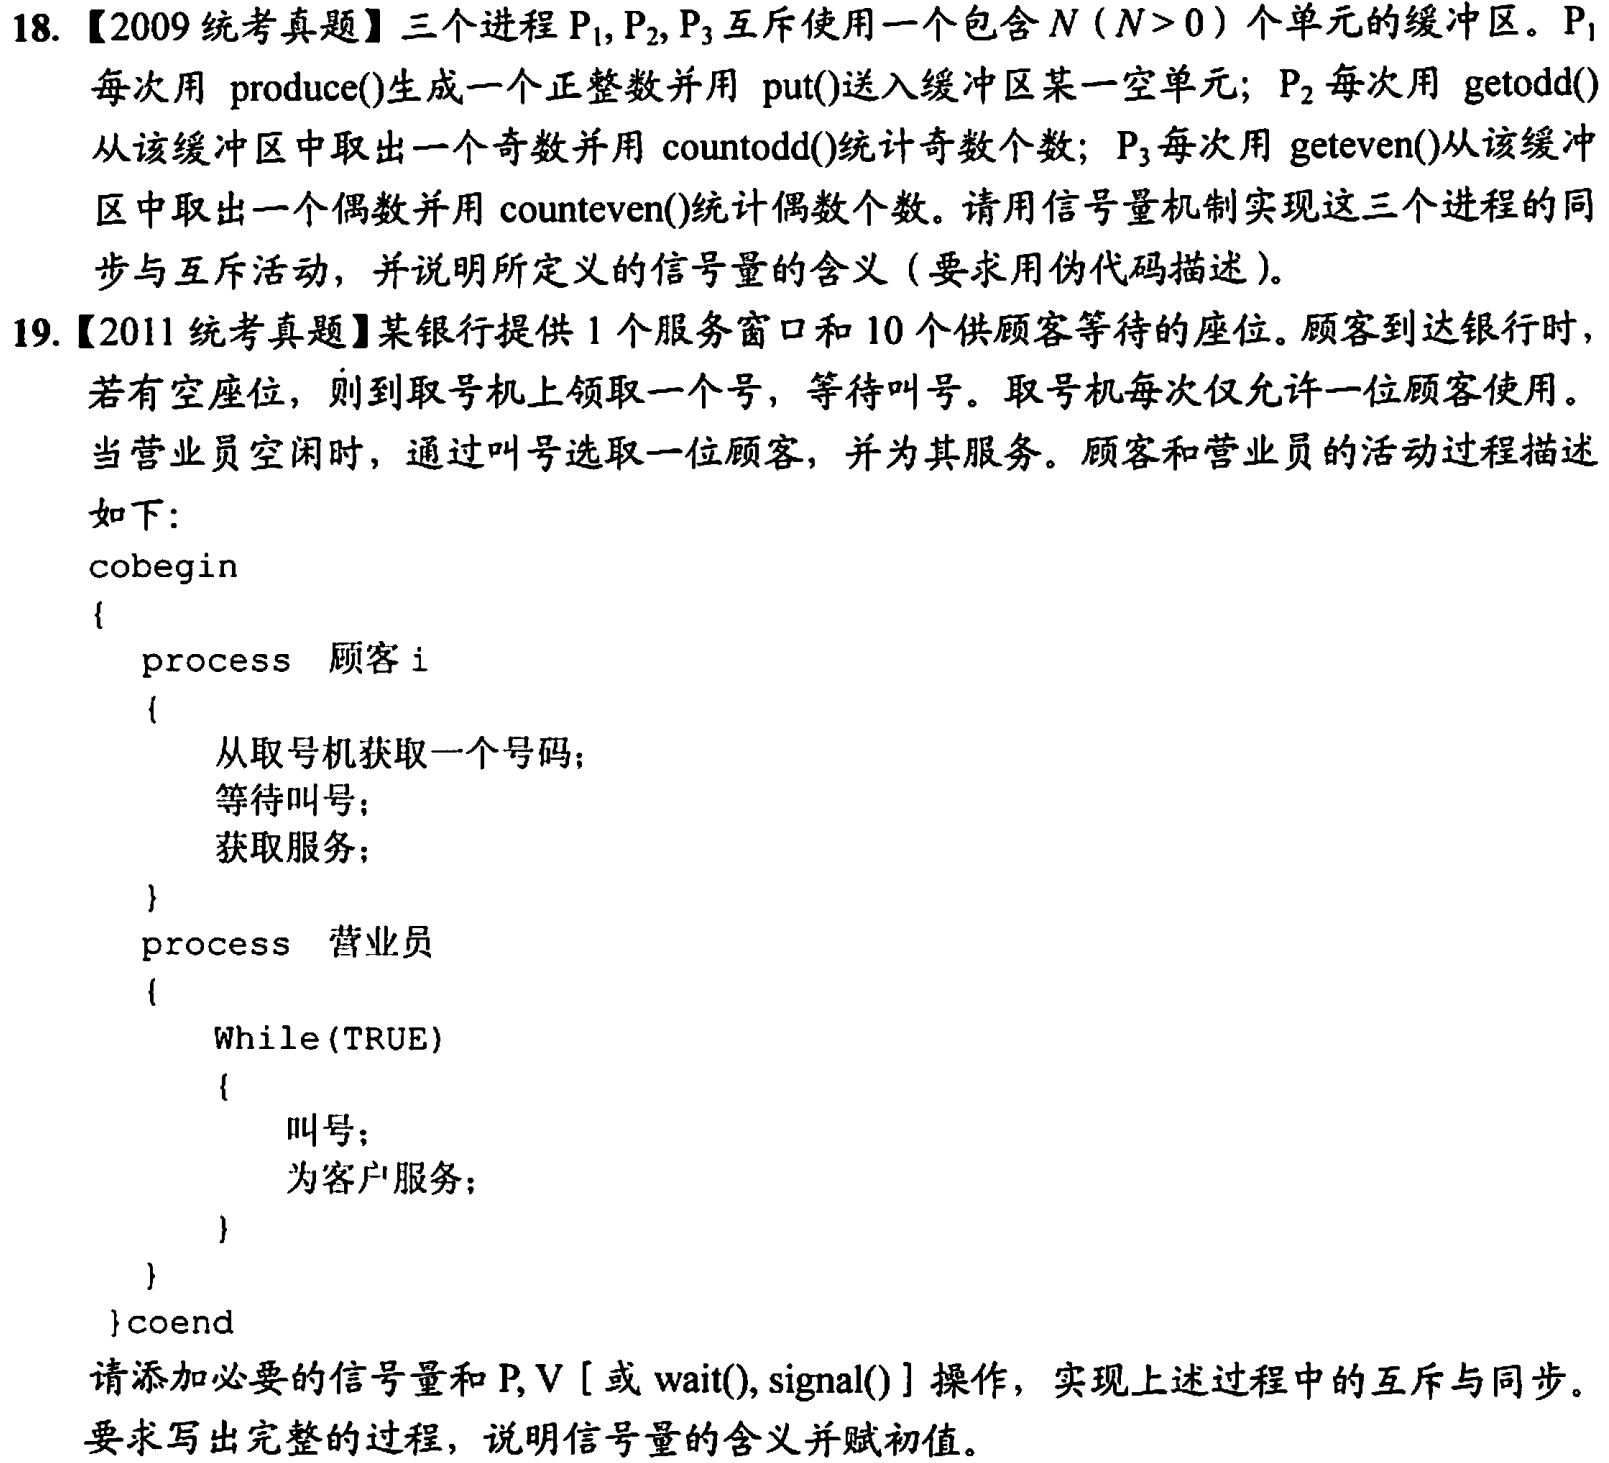 18.【2009 统考真题】三个进程 P1, P2, P3 互斥使用一个包含 N（N > 0）个单元的缓冲区。P1
每次用 produce()生成一个正整数并用 put()送入缓冲区某一空单元；P2 每次用 getodd()
从该缓冲区中取出一个奇数并用 countodd()统计奇数个数；P3每次用 geteven()从该缓冲
区中取出一个偶数并用 counteven()统计偶数个数。请用信号量机制实现这三个进程的同
步与互斥活动，并说明所定义的信号量的含义（要求用伪代码描述）。
19.【2011 统考真题】某银行提供 1 个服务窗口和 10 个供顾客等待的座位。顾客到达银行时，
若有空座位，则到取号机上领取一个号，等待叫号。取号机每次仅允许一位顾客使用。
当营业员空闲时，通过叫号选取一位顾客，并为其服务。顾客和营业员的活动过程描述
如下：
cobegin
{
process 顾客 i
{
从取号机获取一个号码；
等待叫号；
获取服务；
}
process 营业员
{
While(TRUE)
{
叫号；
为客户服务；
}
}
}coend
请添加必要的信号量和 P, V [ 或 wait(), signal() ] 操作，实现上述过程中的互斥与同步。
要求写出完整的过程，说明信号量的含义并赋初值。